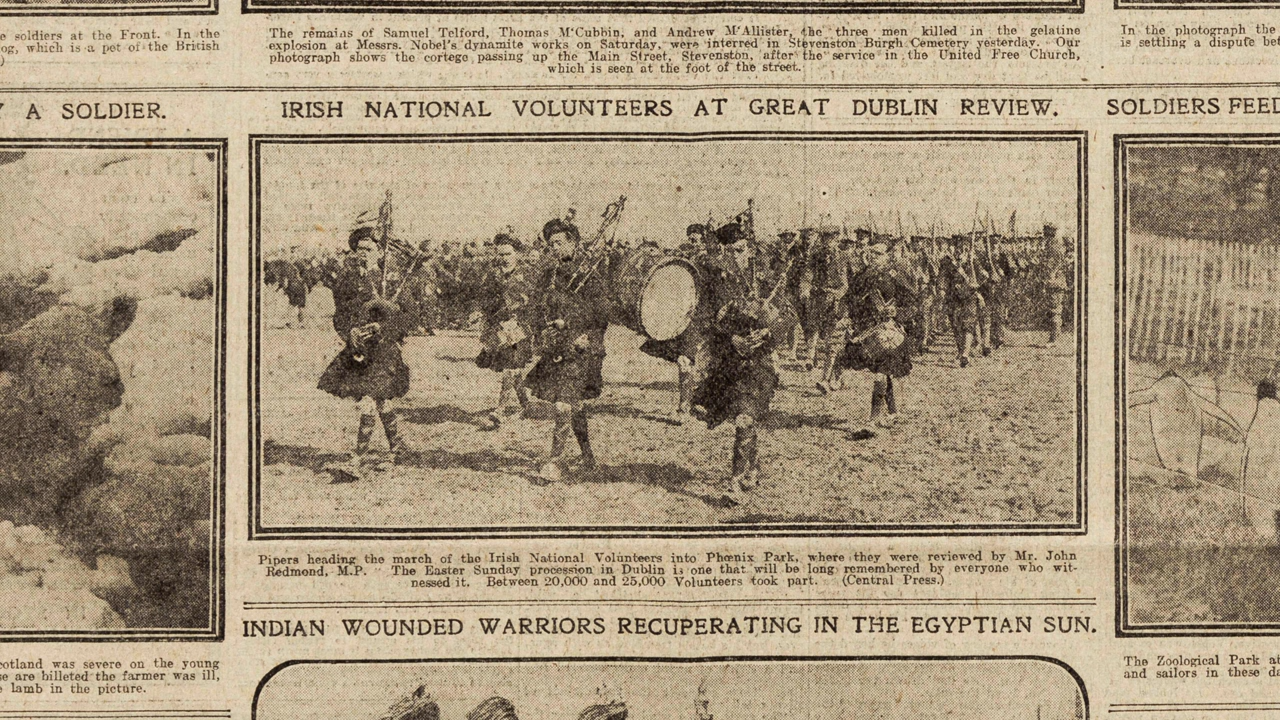 e soldiers at the Front. In the
og, which is a pet of the British
)
The remains of Samuel Telford, Thomas M'Cubbin, and Andrew M'Allister, the three men killed in the gelatine
explosion at Messrs. Nobel's dynamite works on Saturday, were interred in Stevenston Burgh Cemetery yesterday. Our
photograph shows the cortege passing up the Main Street, Stevenston, after the service in the United Free Church,
which is seen at the foot of the street.
In the photograph the
is settling a dispute be
Y A SOLDIER.
IRISH NATIONAL VOLUNTEERS AT GREAT DUBLIN REVIEW.
SOLDIERS FEED
Pipers heading the march of the Irish National Volunteers into Phœnix Park, where they were reviewed by Mr. John
Redmond, M.P. The Easter Sunday procession in Dublin is one that will be long remembered by everyone who wit-
nessed it. Between 20,000 and 25,000 Volunteers took part. (Central Press.)
INDIAN WOUNDED WARRIORS RECUPERATING IN THE EGYPTIAN SUN.
cotland was severe on the young
se are billeted the farmer was ill,
e lamb in the picture.
The Zoological Park at
and sailors in these da